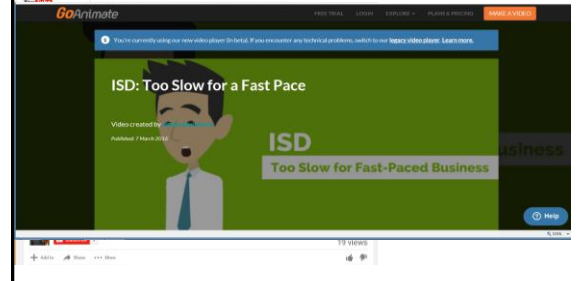 GoAnimate
FREE TRIAL LOGIN EXPLORE PLANS & PRICING MAKE A VIDEO
You're currently using our new video player (in beta). If you encounter any technical problems, switch to our legacy video player. Learn more.
ISD: Too Slow for a Fast Pace
Video created by
Published: 7 March 2016
ISD
Too Slow for Fast-Paced Business
usiness
Help
19 views
Add to Share More